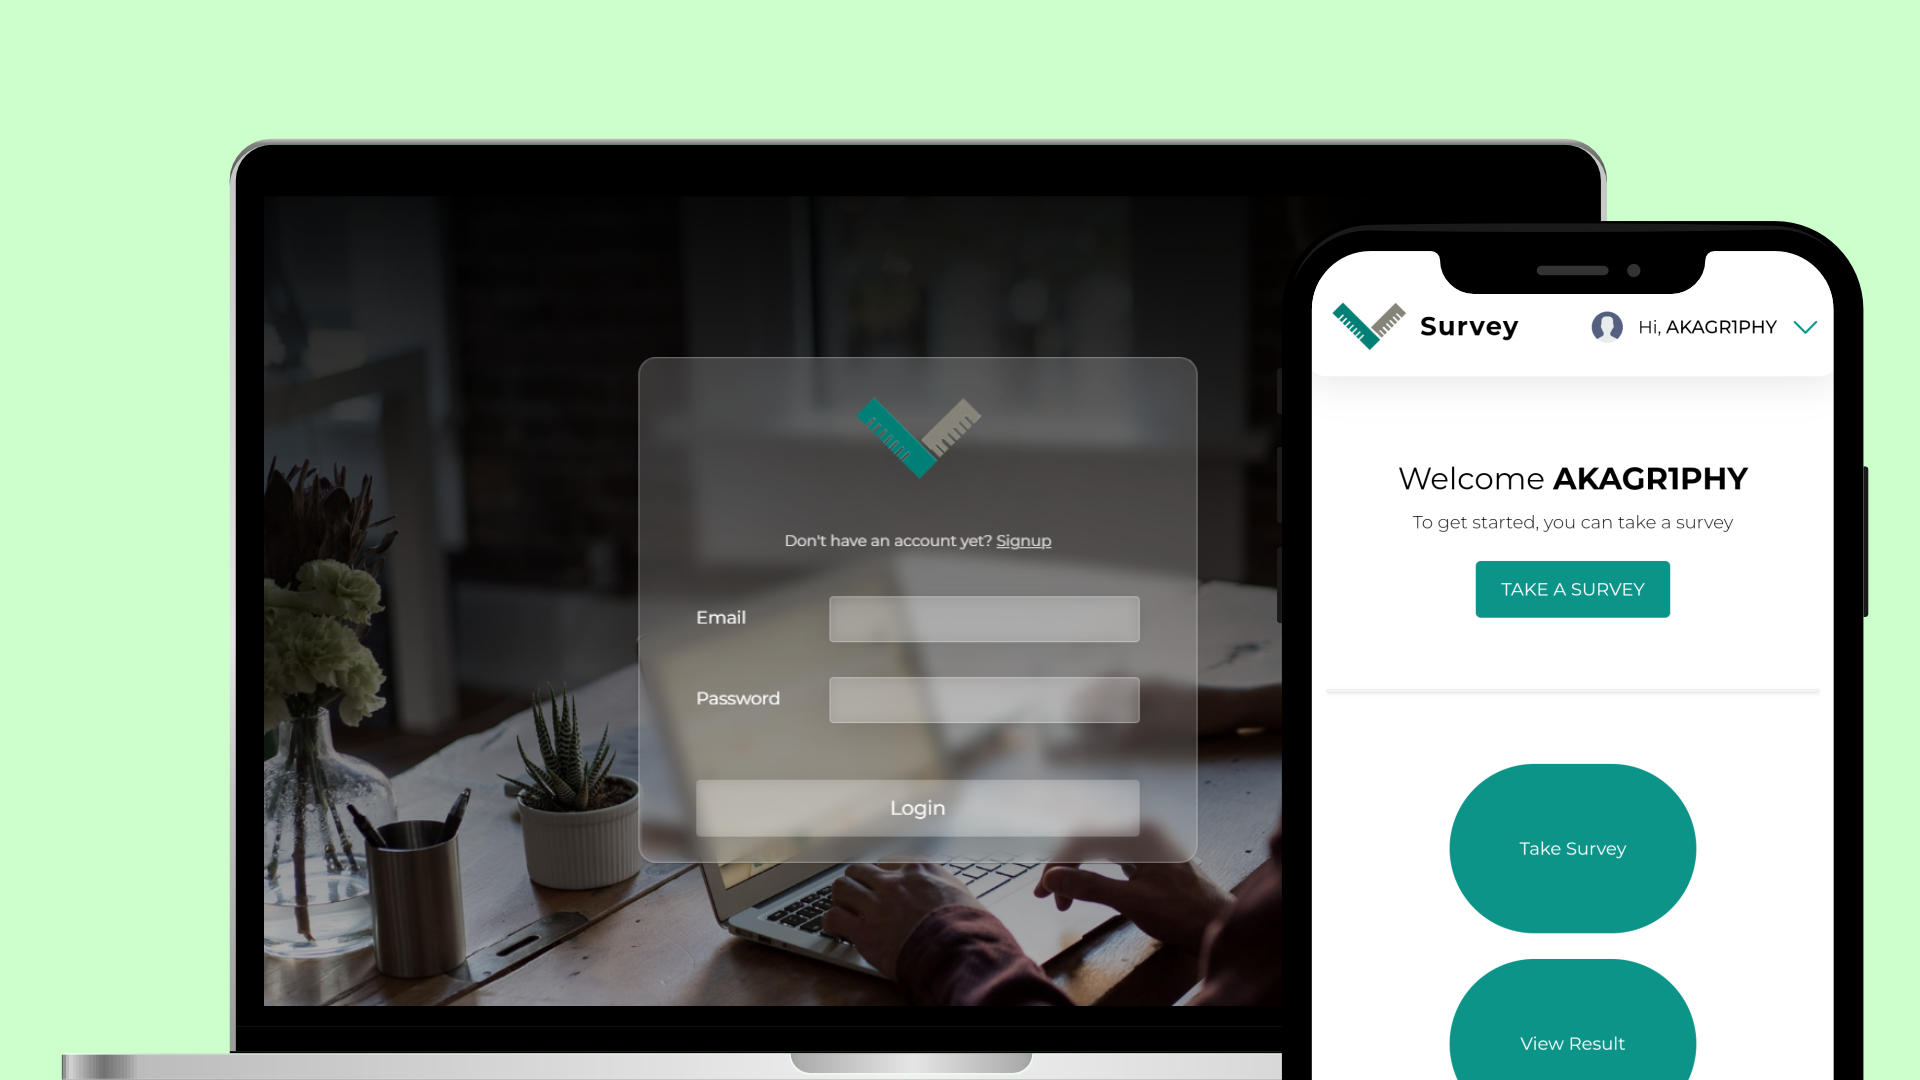 Don't have an account yet? Signup
Email
Password
Login
Survey
Hi, AKAGR1PHY
Welcome AKAGR1PHY
To get started, you can take a survey
TAKE A SURVEY
Take Survey
View Result